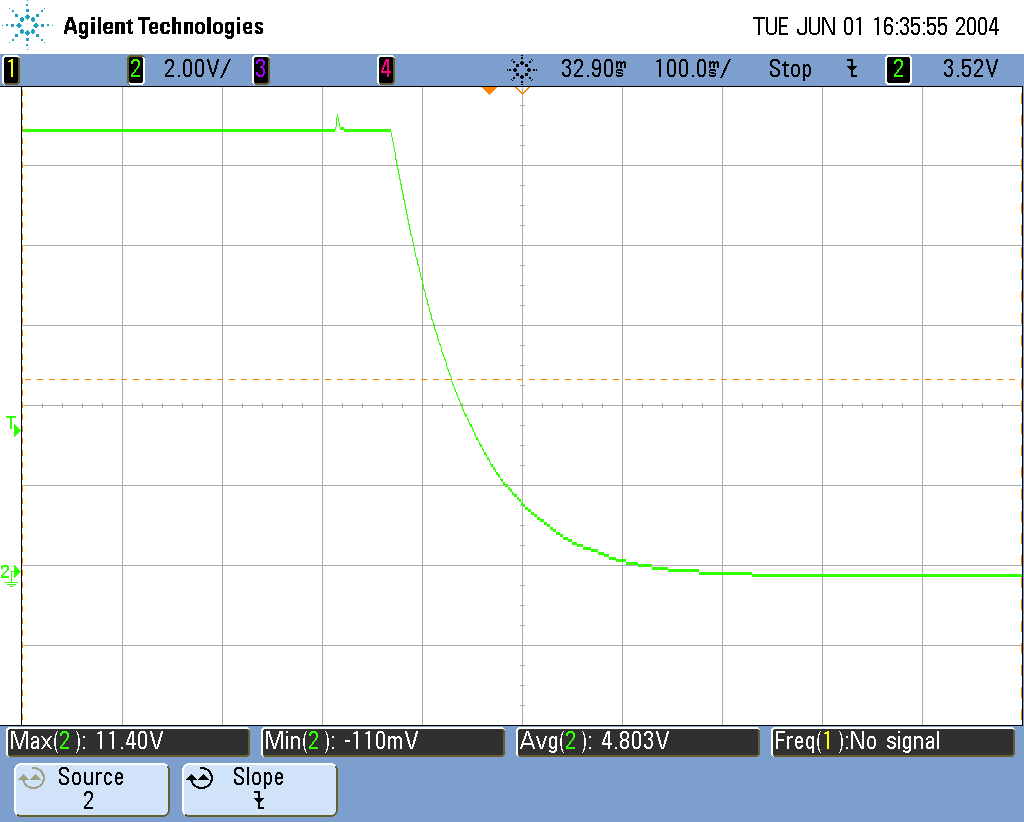 Agilent Technologies TUE JUN 01 16:35:55 2004
1 2 2.00V/ 3 4 32.90ms 100.0ms/ Stop 2 3.52V
T
2
Max(2): 11.40V Min(2): -110mV Avg(2): 4.803V Freq(1):No signal
Source Slope
2